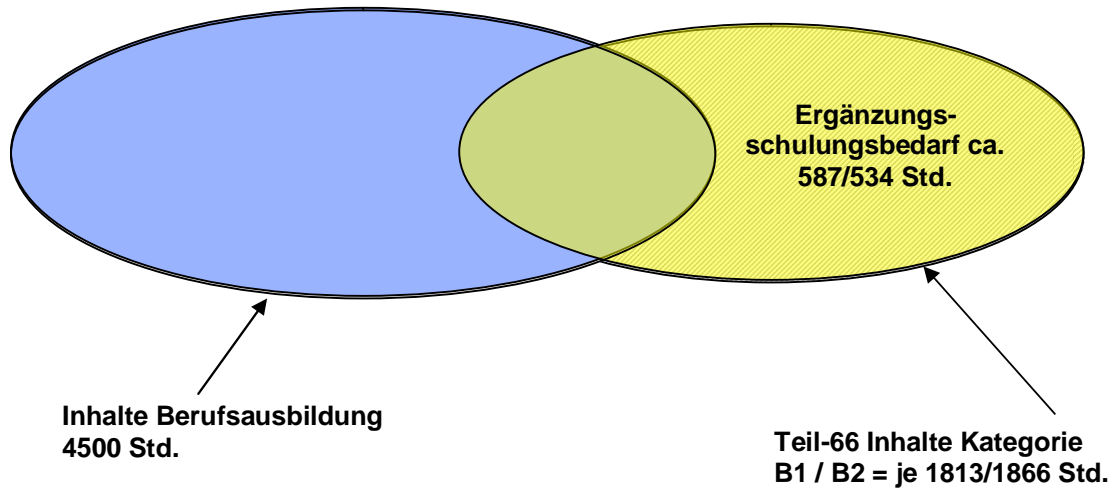 Ergänzungs-
schulungsbedarf ca.
587/534 Std.
Inhalte Berufsausbildung
4500 Std.
Teil-66 Inhalte Kategorie
B1 / B2 = je 1813/1866 Std.